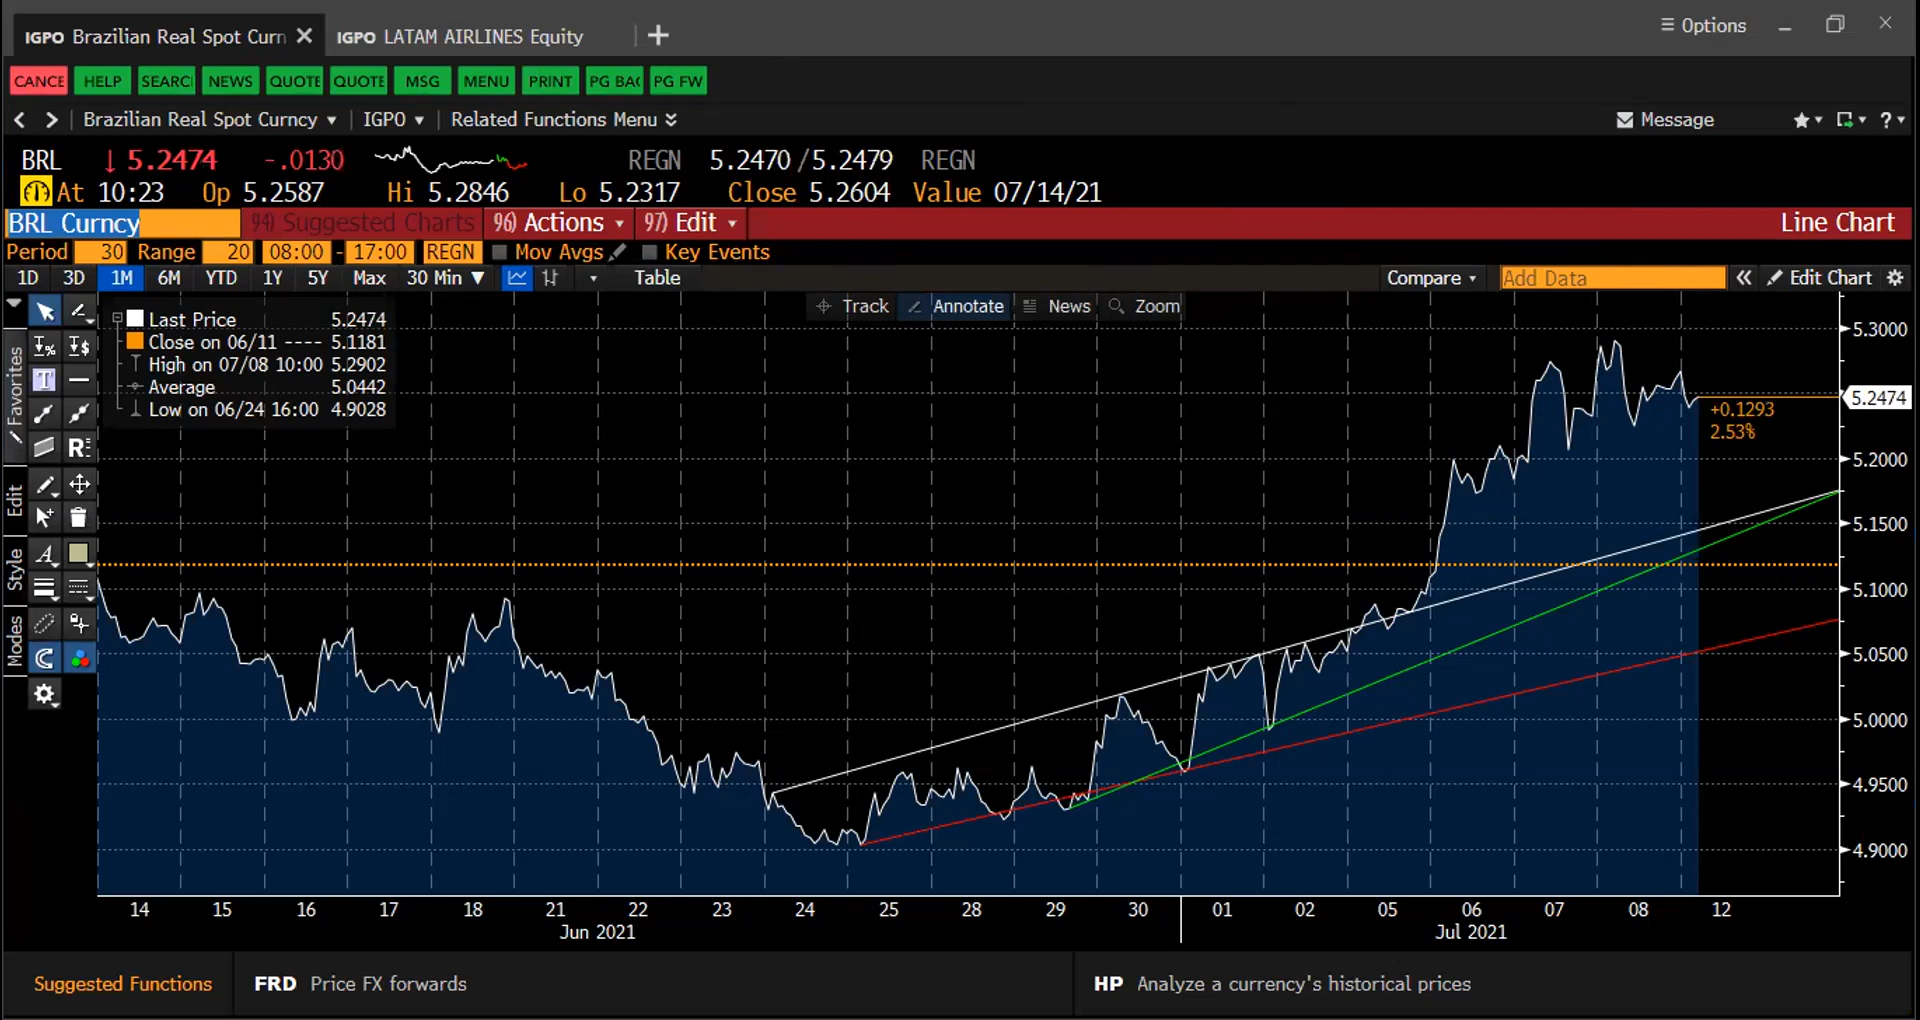 IGPO Brazilian Real Spot Curn
IGPO LATAM AIRLINES Equity
Options
CANCE HELP SEARC NEWS QUOTE QUOTE MSG MENU PRINT PG BAC PG FW
Brazilian Real Spot Curncy IGPO Related Functions Menu
Message
?
BRL ↓ 5.2474 -.0130 REGN 5.2470 / 5.2479 REGN
At 10:23 Op 5.2587 Hi 5.2846 Lo 5.2317 Close 5.2604 Value 07/14/21
BRL Curncy 94) Suggested Charts 96) Actions 97) Edit Line Chart
Period 30 Range 20 08:00 - 17:00 REGN Mov Avgs Key Events
1D 3D 1M 6M YTD 1Y 5Y Max 30 Min ▼ Table Compare Add Data « Edit Chart
Track Annotate News Zoom
Last Price 5.2474
Close on 06/11 ---- 5.1181
High on 07/08 10:00 5.2902
Average 5.0442
Low on 06/24 16:00 4.9028
Favorites
Edit
Style
Modes
% $
T
R
A
+0.1293
2.53%
5.3000
5.2474
5.2000
5.1500
5.1000
5.0500
5.0000
4.9500
4.9000
14 15 16 17 18 21 22 23 24 25 28 29 30 01 02 05 06 07 08 12
Jun 2021 Jul 2021
Suggested Functions FRD Price FX forwards HP Analyze a currency's historical prices